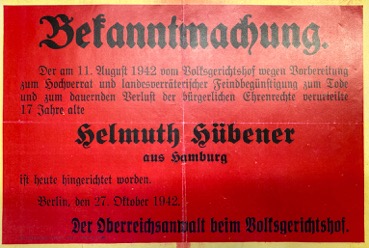 Bekanntmachung.
Der am 11. August 1942 vom Volksgerichtshof wegen Vorbereitung
zum Hochverrat und landesverräterischer Feindbegünstigung zum Tode
und zum dauernden Verlust der bürgerlichen Ehrenrechte verurteilte
17 Jahre alte
Helmuth Hübener
aus Hamburg
ist heute hingerichtet worden.
Berlin, den 27. Oktober 1942.
Der Oberreichsanwalt beim Volksgerichtshof.